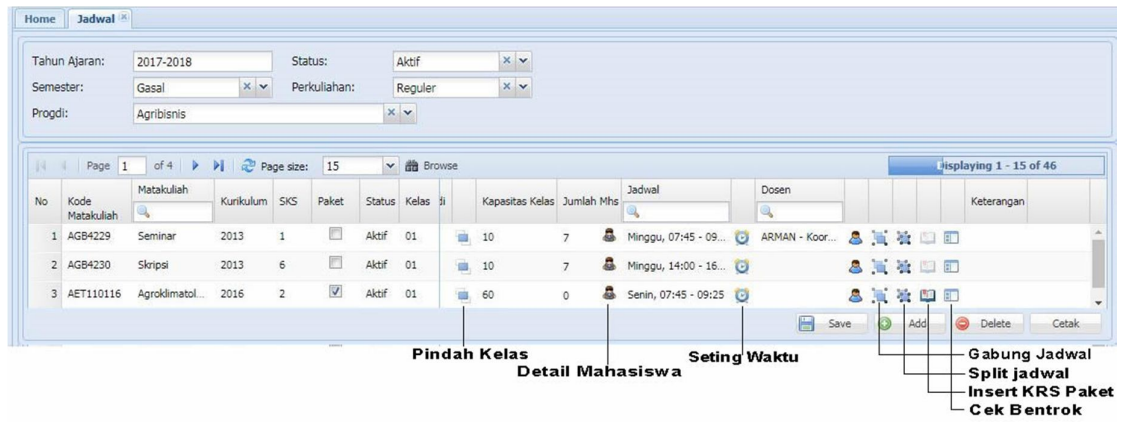 Home Jadwal
Tahun Ajaran: 2017-2018 Status: Aktif
Semester: Gasal Perkuliahan: Reguler
Progdi: Agribisnis
Page 1 of 4 Page size: 15 Browse Displaying 1 - 15 of 46
No Kode Matakuliah Matakuliah Kurikulum SKS Paket Status Kelas di Kapasitas Kelas Jumlah Mhs Jadwal Dosen Keterangan
1 AGB4229 Seminar 2013 1 Aktif 01 10 7 Minggu, 07:45 - 09... ARMAN - Koor...
2 AGB4230 Skripsi 2013 6 Aktif 01 10 7 Minggu, 14:00 - 16...
3 AET110116 Agroklimatol... 2016 2 Aktif 01 60 0 Senin, 07:45 - 09:25
Save Add Delete Cetak
Pindah Kelas
Detail Mahasiswa
Seting Waktu
Gabung Jadwal
Split jadwal
Insert KRS Paket
Cek Bentrok